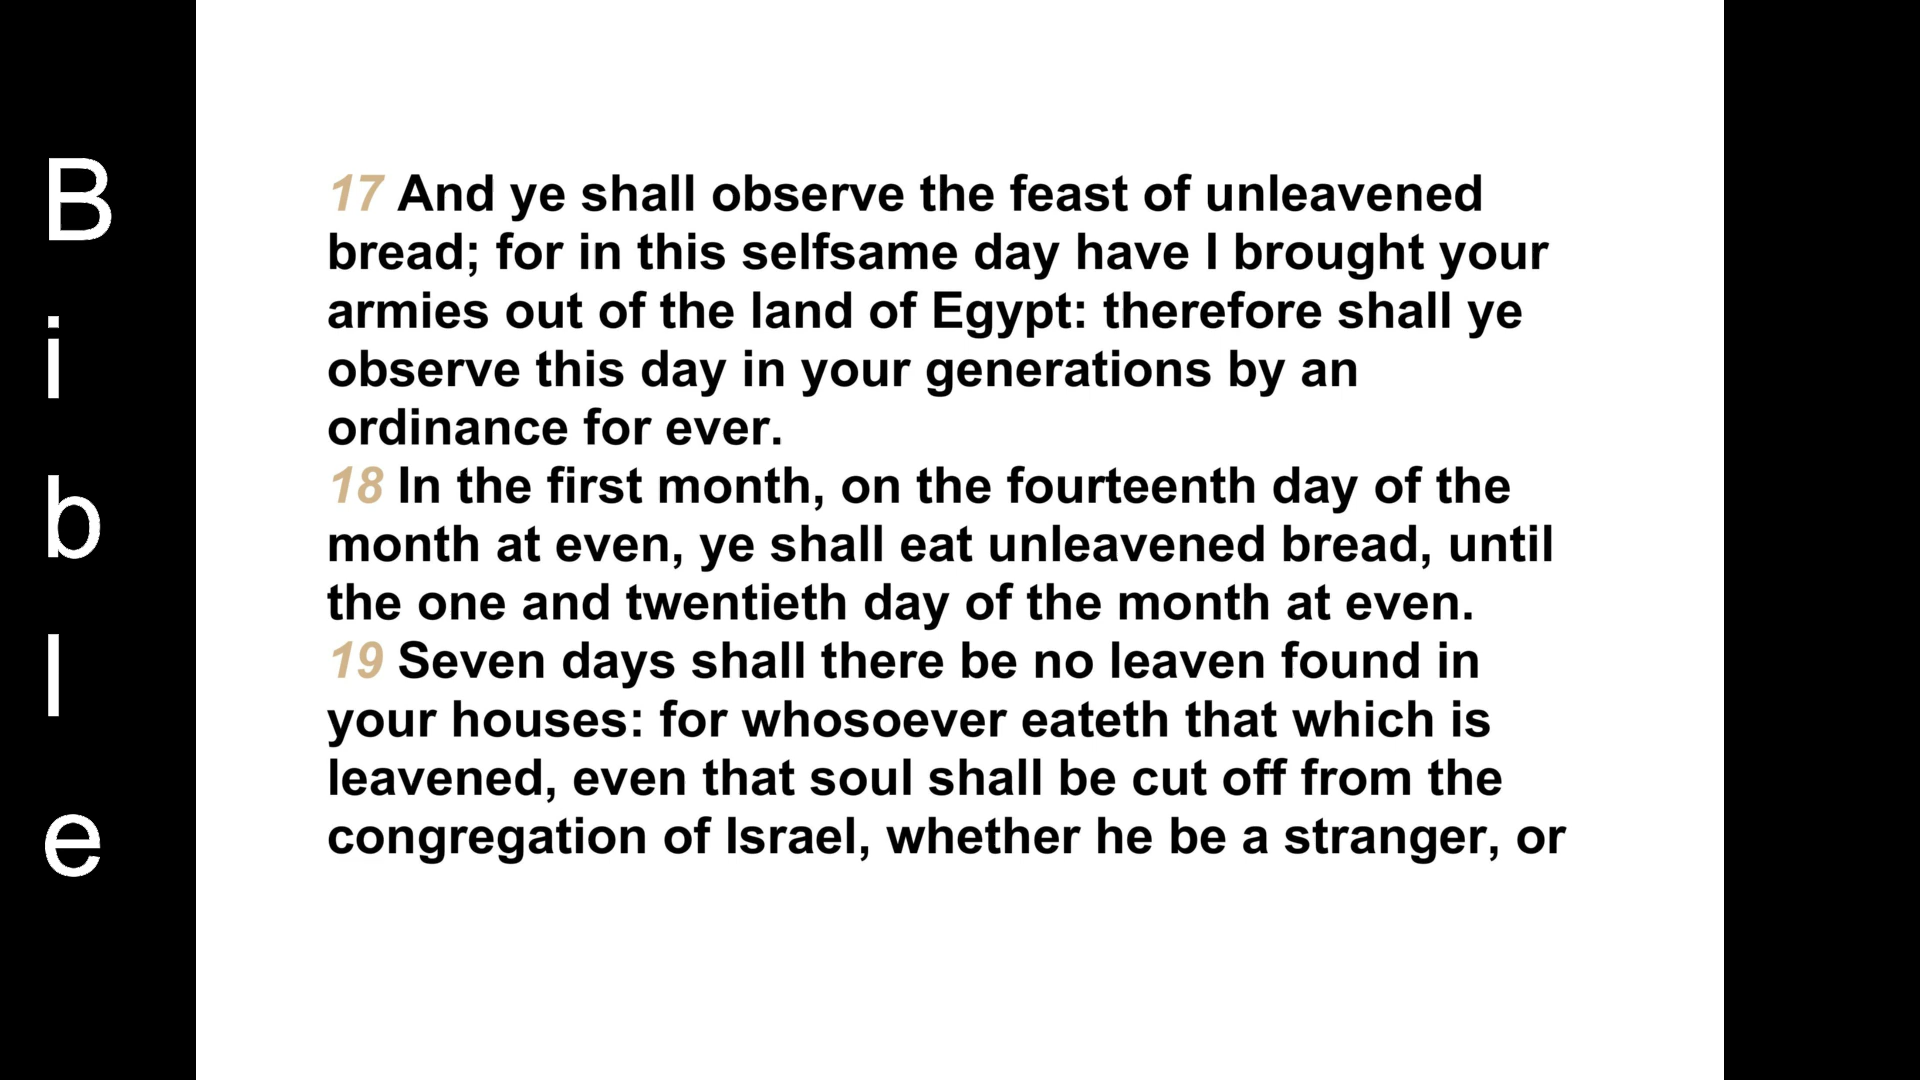 Bible
17 And ye shall observe the feast of unleavened
bread; for in this selfsame day have I brought your
armies out of the land of Egypt: therefore shall ye
observe this day in your generations by an
ordinance for ever.
18 In the first month, on the fourteenth day of the
month at even, ye shall eat unleavened bread, until
the one and twentieth day of the month at even.
19 Seven days shall there be no leaven found in
your houses: for whosoever eateth that which is
leavened, even that soul shall be cut off from the
congregation of Israel, whether he be a stranger, or